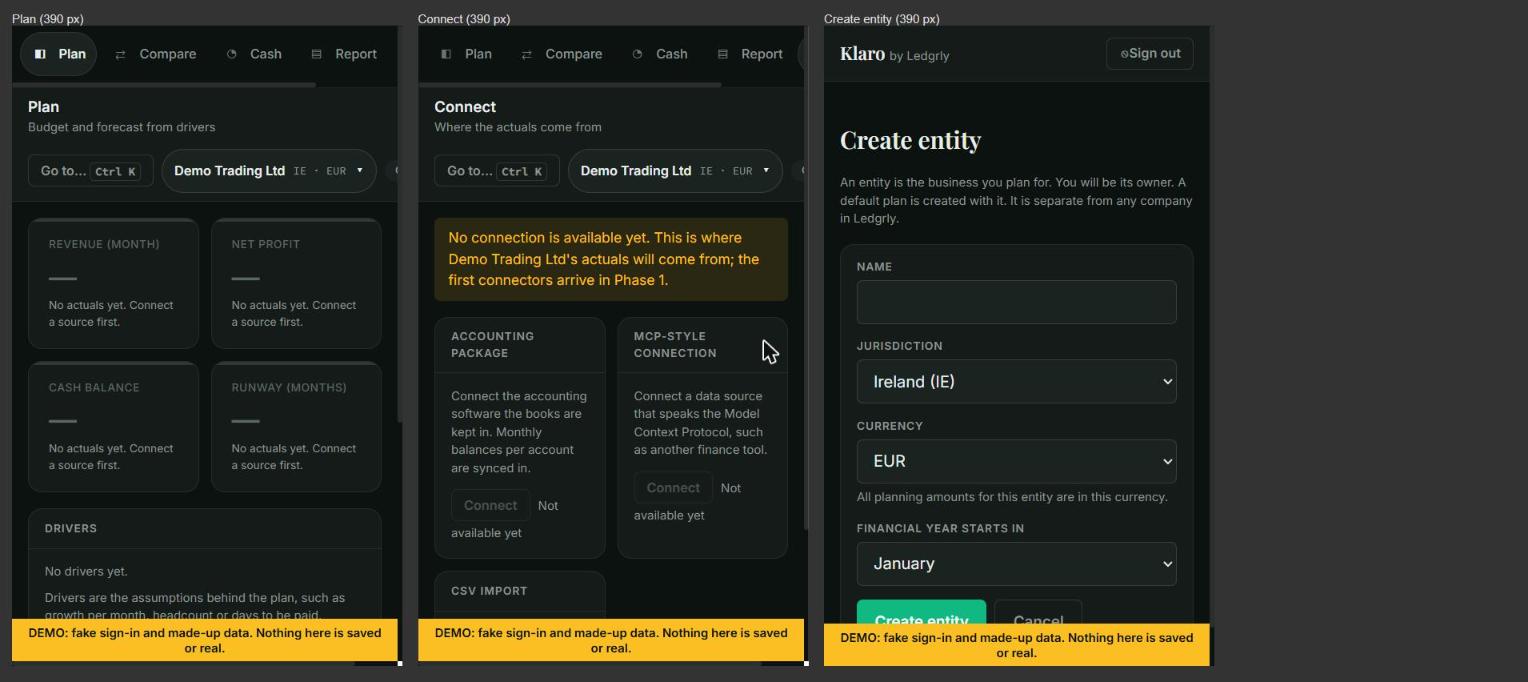 Plan (390 px)
Plan
Compare
Cash
Report
Plan
Budget and forecast from drivers
Go to... Ctrl K
Demo Trading Ltd IE · EUR
REVENUE (MONTH)
No actuals yet. Connect
a source first.
NET PROFIT
No actuals yet. Connect
a source first.
CASH BALANCE
No actuals yet. Connect
a source first.
RUNWAY (MONTHS)
No actuals yet. Connect
a source first.
DRIVERS
No drivers yet.
Drivers are the assumptions behind the plan, such as
growth per month, headcount or days to be paid.
DEMO: fake sign-in and made-up data. Nothing here is saved
or real.
Connect (390 px)
Plan
Compare
Cash
Report
Connect
Where the actuals come from
Go to... Ctrl K
Demo Trading Ltd IE · EUR
No connection is available yet. This is where
Demo Trading Ltd's actuals will come from; the
first connectors arrive in Phase 1.
ACCOUNTING
PACKAGE
Connect the accounting
software the books are
kept in. Monthly
balances per account
are synced in.
Connect Not
available yet
MCP-STYLE
CONNECTION
Connect a data source
that speaks the Model
Context Protocol, such
as another finance tool.
Connect Not
available yet
CSV IMPORT
DEMO: fake sign-in and made-up data. Nothing here is saved
or real.
Create entity (390 px)
Klaro by Ledgrly
Sign out
Create entity
An entity is the business you plan for. You will be its owner. A
default plan is created with it. It is separate from any company
in Ledgrly.
NAME
JURISDICTION
Ireland (IE)
CURRENCY
EUR
All planning amounts for this entity are in this currency.
FINANCIAL YEAR STARTS IN
January
Create entity
Cancel
DEMO: fake sign-in and made-up data. Nothing here is saved
or real.